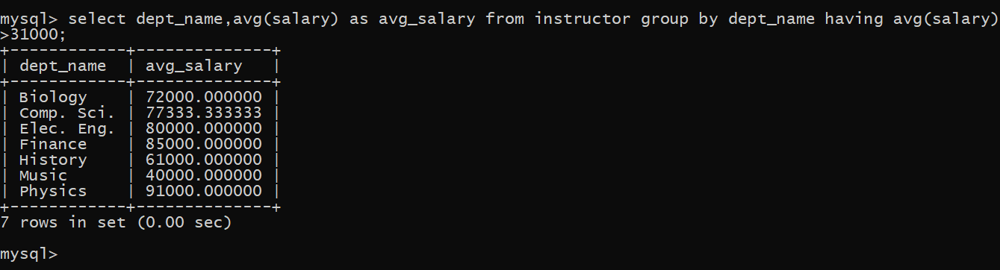 mysql> select dept_name,avg(salary) as avg_salary from instructor group by dept_name having avg(salary)
>31000;
+------------+--------------+
| dept_name  | avg_salary   |
+------------+--------------+
| Biology    | 72000.000000 |
| Comp. Sci. | 77333.333333 |
| Elec. Eng. | 80000.000000 |
| Finance    | 85000.000000 |
| History    | 61000.000000 |
| Music      | 40000.000000 |
| Physics    | 91000.000000 |
+------------+--------------+
7 rows in set (0.00 sec)
mysql>